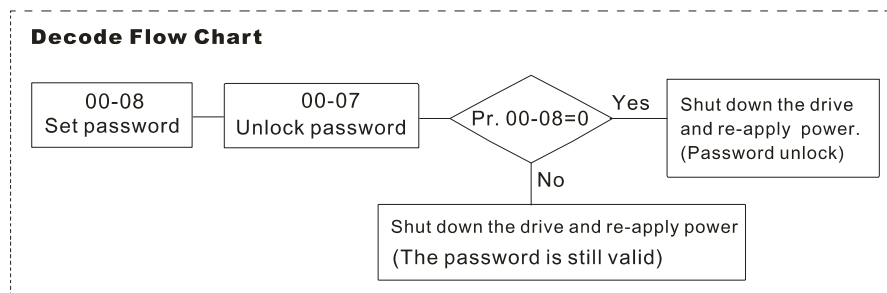 Decode Flow Chart
00-08
Set password
00-07
Unlock password
Pr. 00-08=0
Yes
Shut down the drive
and re-apply power.
(Password unlock)
No
Shut down the drive and re-apply power
(The password is still valid)